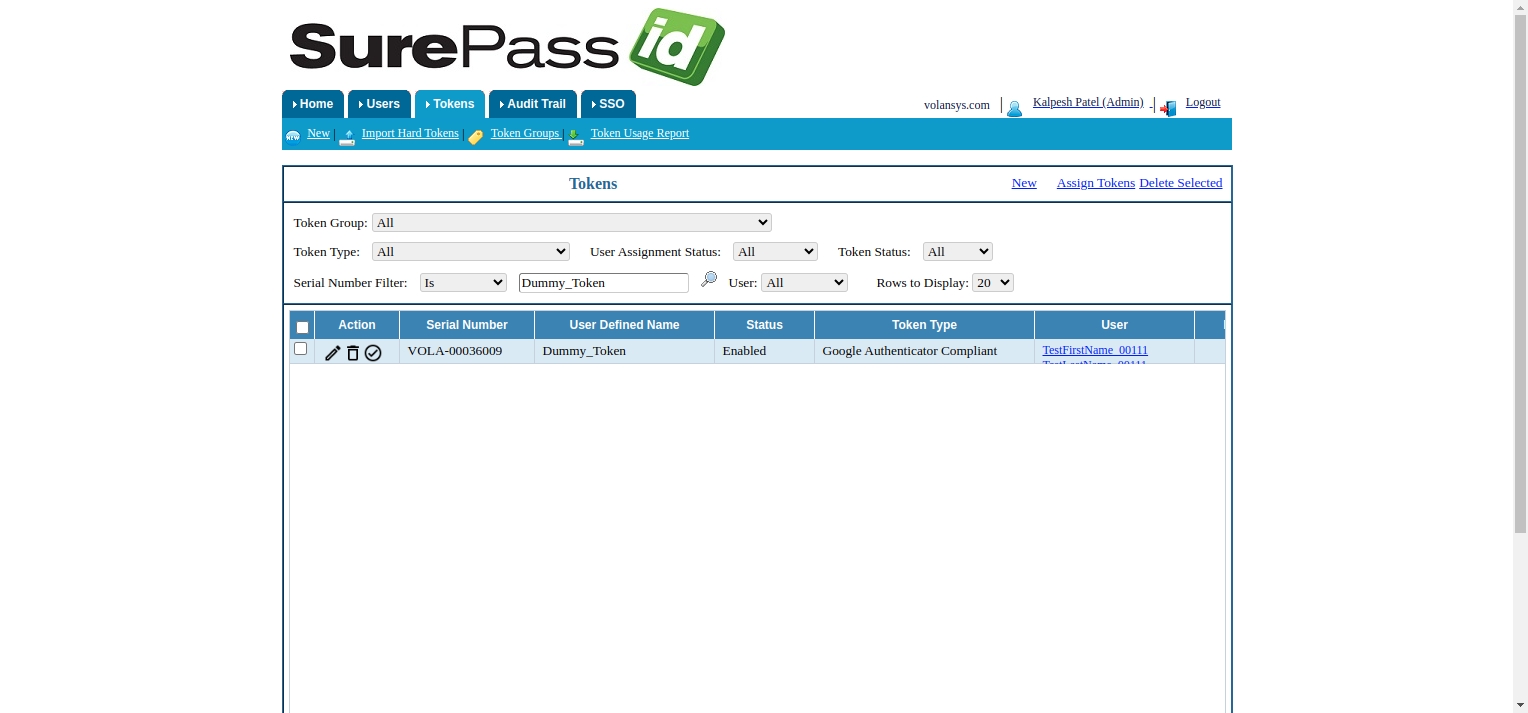 SurePass id
Home Users Tokens Audit Trail SSO
volansys.com | Kalpesh Patel (Admin) - | Logout
New | Import Hard Tokens | Token Groups | Token Usage Report
Tokens New Assign Tokens Delete Selected
Token Group: All
Token Type: All User Assignment Status: All Token Status: All
Serial Number Filter: Is Dummy_Token User: All Rows to Display: 20
Action Serial Number User Defined Name Status Token Type User
VOLA-00036009 Dummy_Token Enabled Google Authenticator Compliant TestFirstName_00111
TestLastName_00111